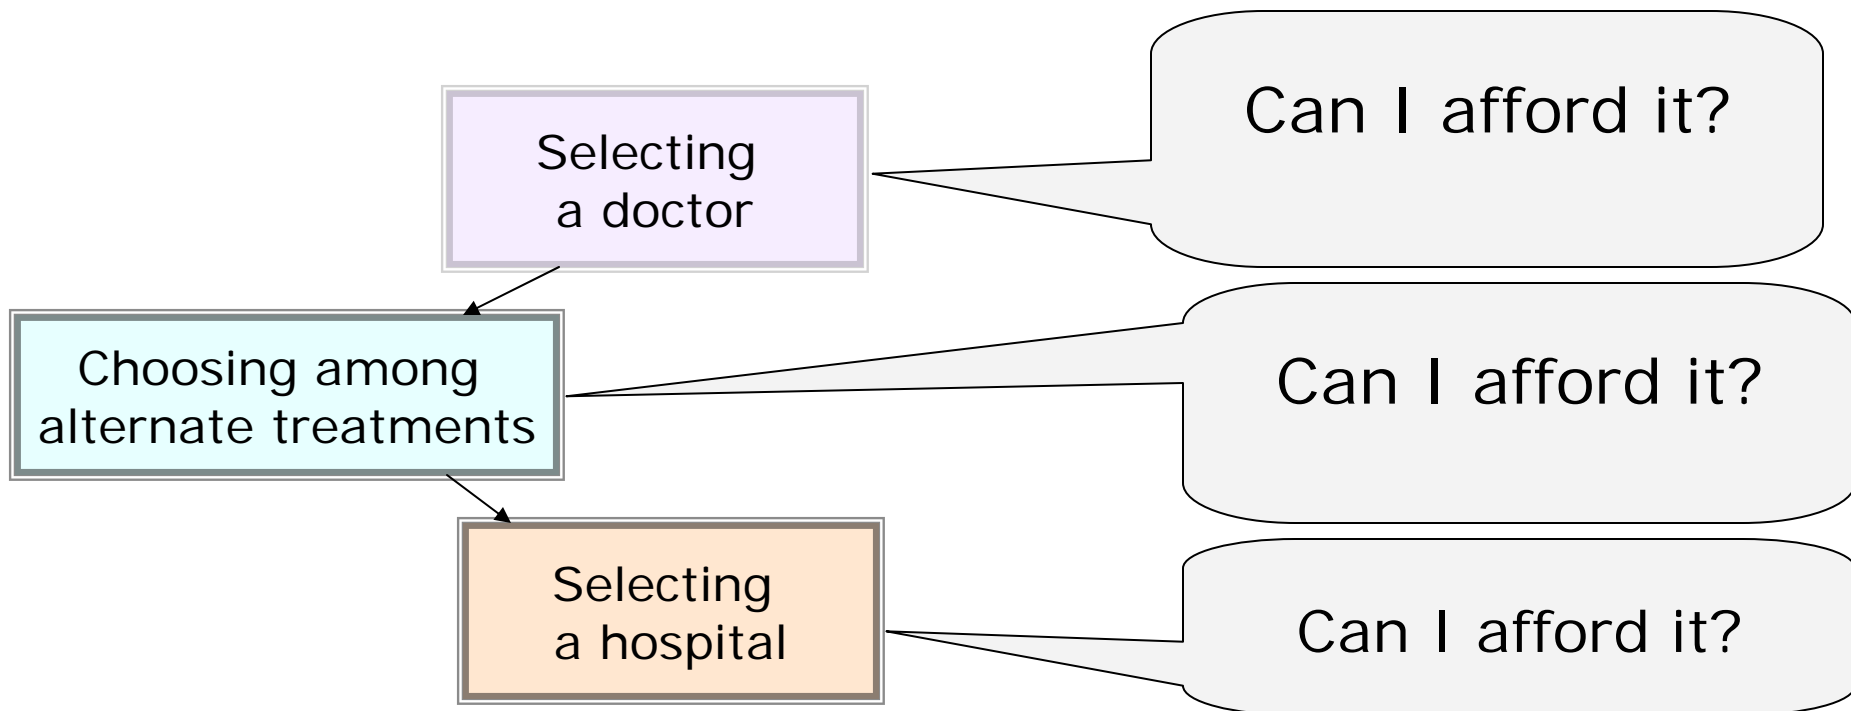 Can I afford it?
Selecting
a doctor
Choosing among
alternate treatments
Can I afford it?
Selecting
a hospital
Can I afford it?